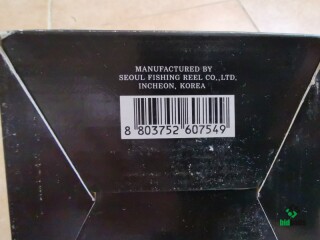 MANUFACTURED BY
SEOUL FISHING REEL CO.,LTD.
INCHEON, KOREA
8 803752 607549